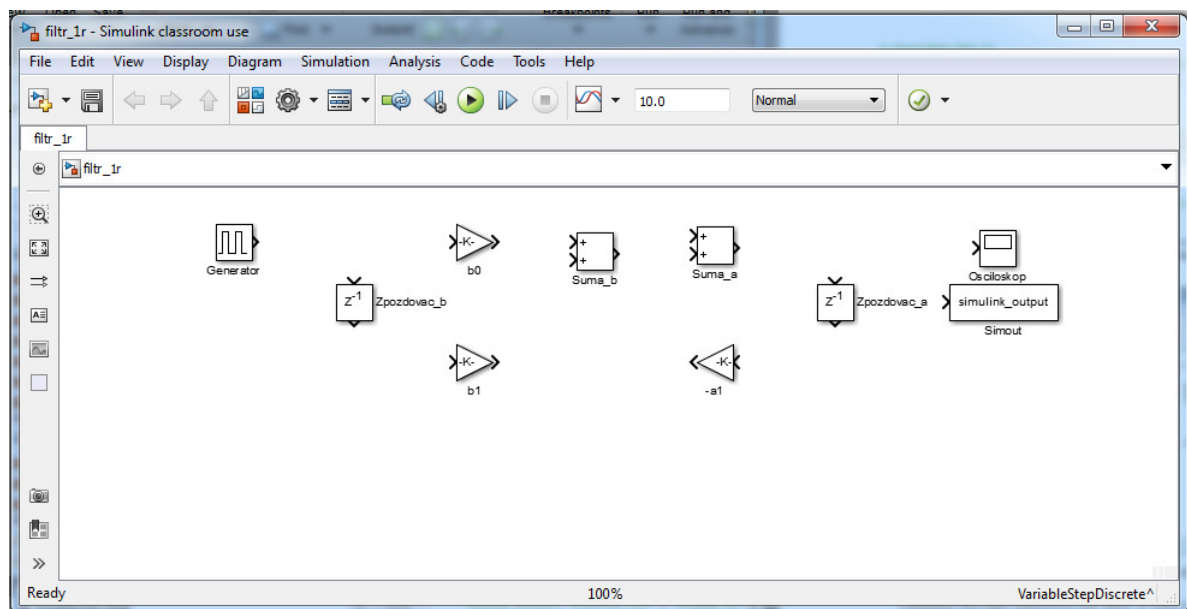 filtr_1r - Simulink classroom use
File Edit View Display Diagram Simulation Analysis Code Tools Help
10.0 Normal
filtr_1r
filtr_1r
Generator
Z-1 Zpozdovac_b
-K-
b0
-K-
b1
+
+
Suma_b
+
+
Suma_a
-K-
-a1
Z-1 Zpozdovac_a
Osciloskop
simulink_output
Simout
Ready 100% VariableStepDiscrete^